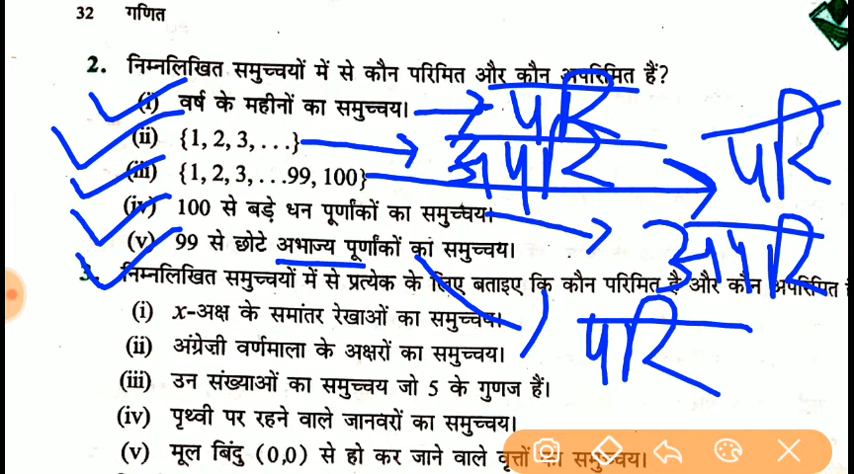 32 गणित
2. निम्नलिखित समुच्चयों में से कौन परिमित और कौन अपरिमित हैं?
(i) वर्ष के महीनों का समुच्चय। परि
(ii) {1, 2, 3, . . .} अपरि
(iii) {1, 2, 3, . . .99, 100} परि
(iv) 100 से बड़े धन पूर्णांकों का समुच्चय। अपरि
(v) 99 से छोटे अभाज्य पूर्णांकों का समुच्चय। परि
3. निम्नलिखित समुच्चयों में से प्रत्येक के लिए बताइए कि कौन परिमित है और कौन अपरिमित
(i) x-अक्ष के समांतर रेखाओं का समुच्चय।
(ii) अंग्रेज़ी वर्णमाला के अक्षरों का समुच्चय।
(iii) उन संख्याओं का समुच्चय जो 5 के गुणज हैं।
(iv) पृथ्वी पर रहने वाले जानवरों का समुच्चय।
(v) मूल बिंदु (0,0) से हो कर जाने वाले वृत्तों का समुच्चय।